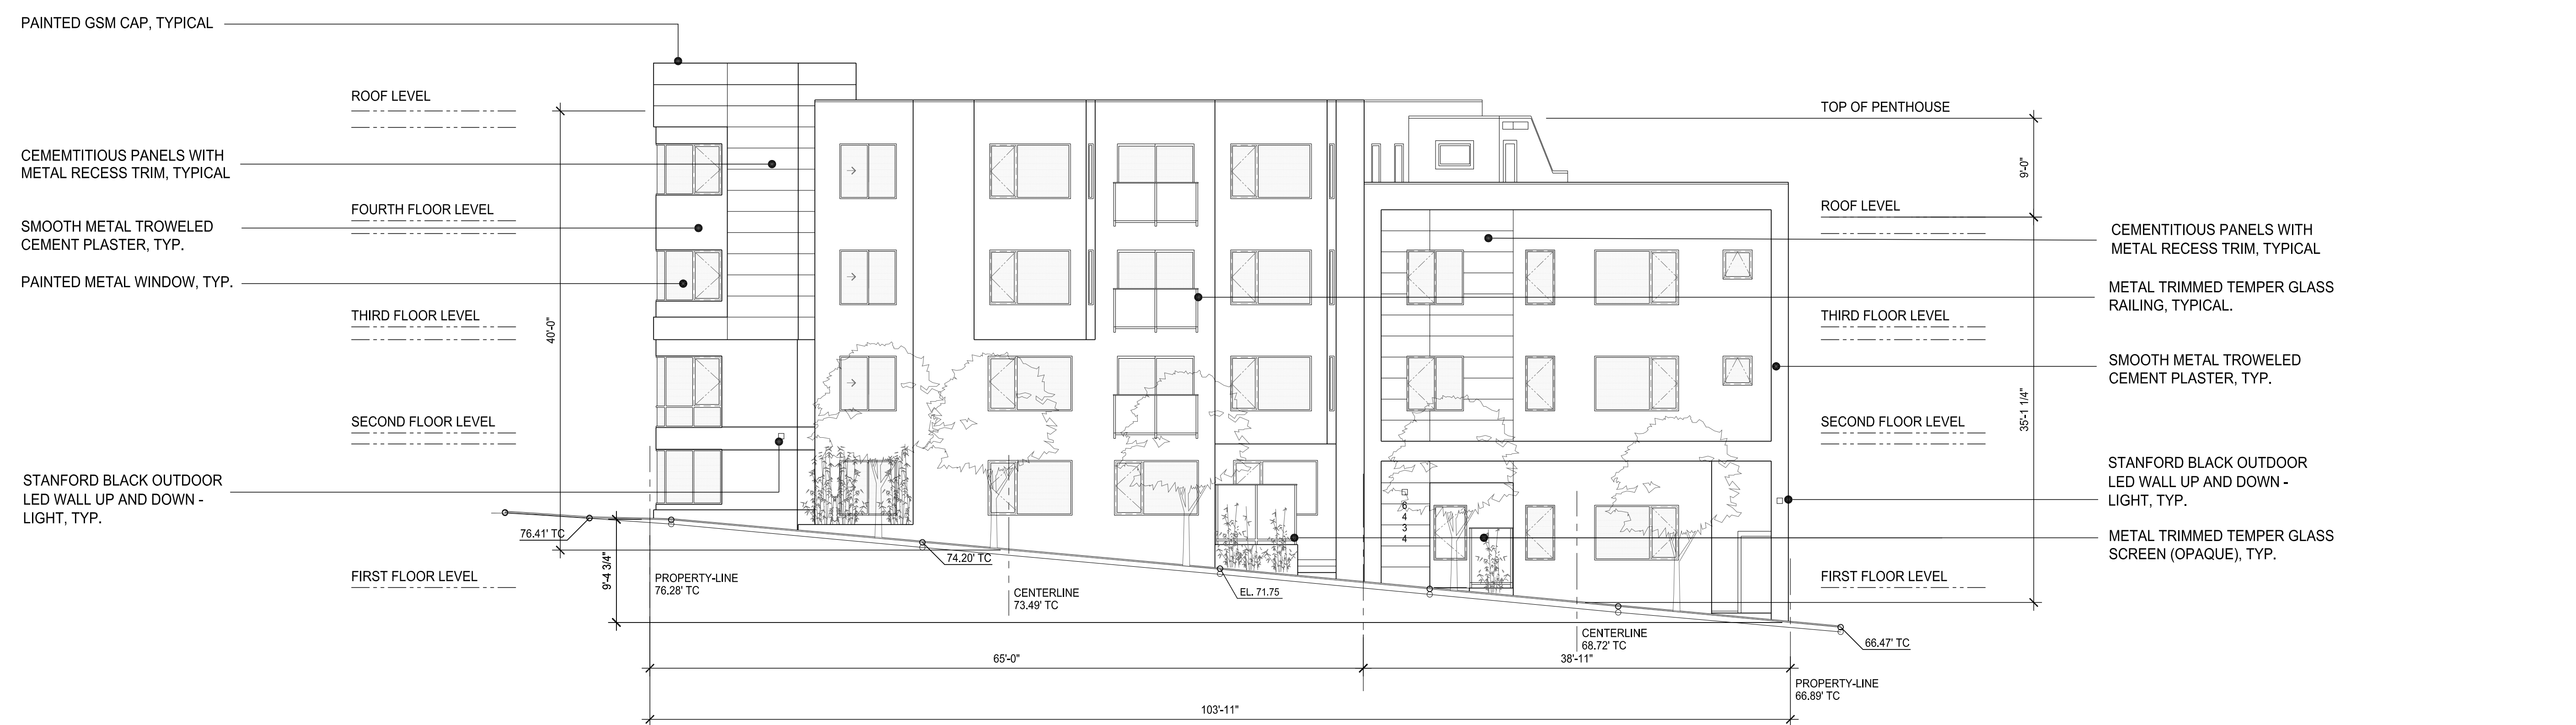 PAINTED GSM CAP, TYPICAL
ROOF LEVEL
CEMEMTITIOUS PANELS WITH
METAL RECESS TRIM, TYPICAL
FOURTH FLOOR LEVEL
SMOOTH METAL TROWELED
CEMENT PLASTER, TYP.
PAINTED METAL WINDOW, TYP.
THIRD FLOOR LEVEL
SECOND FLOOR LEVEL
STANFORD BLACK OUTDOOR
LED WALL UP AND DOWN -
LIGHT, TYP.
FIRST FLOOR LEVEL
40'-0"
9'-4 3/4"
76.41' TC
PROPERTY-LINE
76.28' TC
74.20' TC
CENTERLINE
73.49' TC
EL. 71.75
6
4
3
4
CENTERLINE
68.72' TC
66.47' TC
65'-0"
38'-11"
PROPERTY-LINE
66.89' TC
103'-11"
TOP OF PENTHOUSE
9'-0"
ROOF LEVEL
THIRD FLOOR LEVEL
SECOND FLOOR LEVEL
35'-1 1/4"
FIRST FLOOR LEVEL
CEMENTITIOUS PANELS WITH
METAL RECESS TRIM, TYPICAL
METAL TRIMMED TEMPER GLASS
RAILING, TYPICAL.
SMOOTH METAL TROWELED
CEMENT PLASTER, TYP.
STANFORD BLACK OUTDOOR
LED WALL UP AND DOWN -
LIGHT, TYP.
METAL TRIMMED TEMPER GLASS
SCREEN (OPAQUE), TYP.